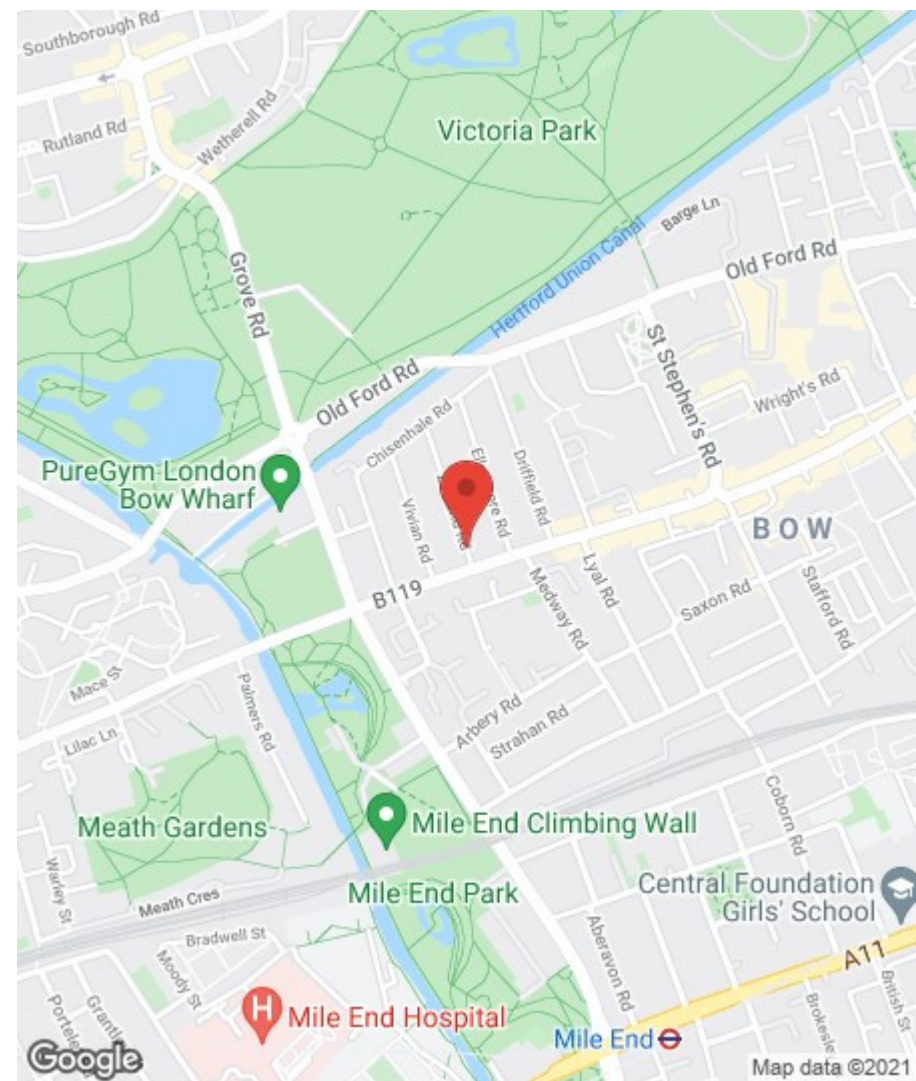 Southborough Rd
Rutland Rd
Wetherell Rd
Victoria Park
Barge Ln
Hertford Union Canal
Old Ford Rd
Grove Rd
St Stephen's Rd
Old Ford Rd
Wright's Rd
Chisenhale Rd
Driffield Rd
PureGym London
Bow Wharf
Vivian Rd
BOW
B119
Lyal Rd
Medway Rd
Saxon Rd
Stafford Rd
Mace St
Palmers Rd
Lilac Ln
Arbery Rd
Strahan Rd
Coborn Rd
Meath Gardens
Mile End Climbing Wall
Warley St
Meath Cres
Mile End Park
Central Foundation
Girls' School
Bradwell St
Moody St
Aberavon Rd
A11
H
Mile End Hospital
British St
Mile End
Google
Map data ©2021